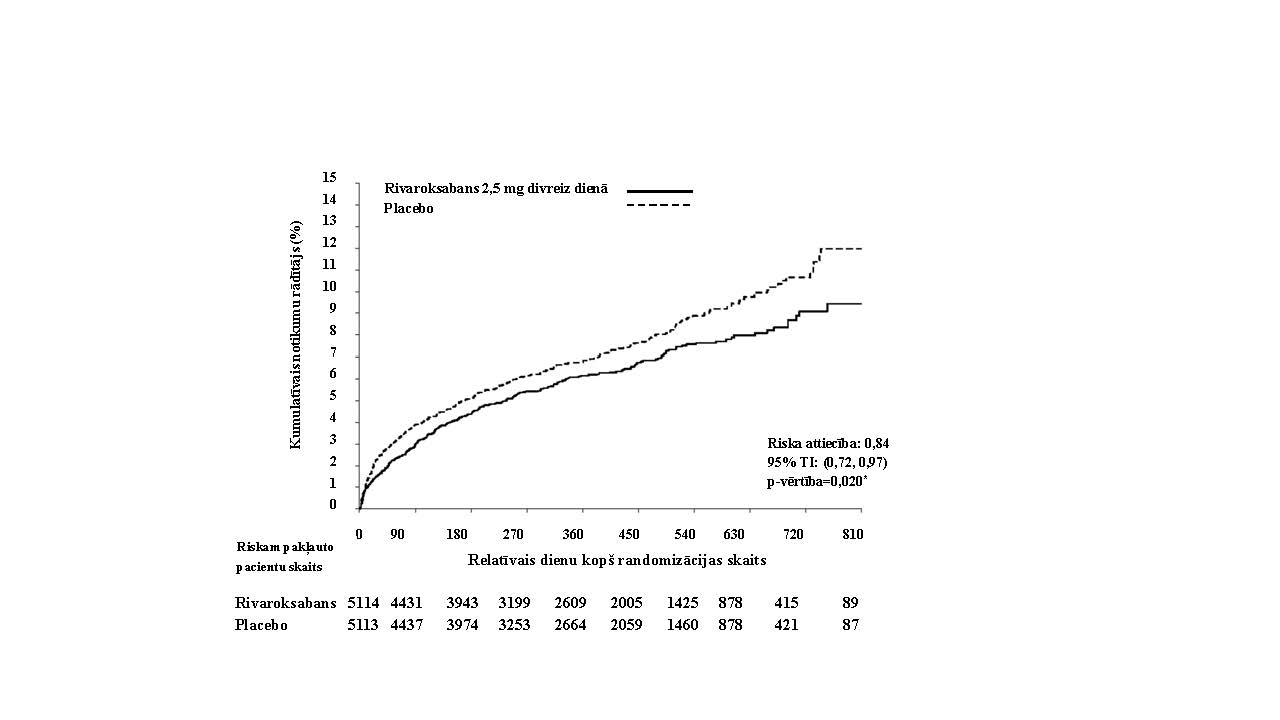 15
14
13
12
11
10
9
8
7
6
5
4
3
2
1
0
Kumulatīvais notikumu rādītājs (%)
Rivaroksabans 2,5 mg divreiz dienā
Placebo
Riska attiecība: 0,84
95% TI: (0,72, 0,97)
p-vērtība=0,020*
0 90 180 270 360 450 540 630 720 810
Relatīvais dienu kopš randomizācijas skaits
Riskam pakļauto
pacientu skaits
Rivaroksabans 5114 4431 3943 3199 2609 2005 1425 878 415 89
Placebo 5113 4437 3974 3253 2664 2059 1460 878 421 87